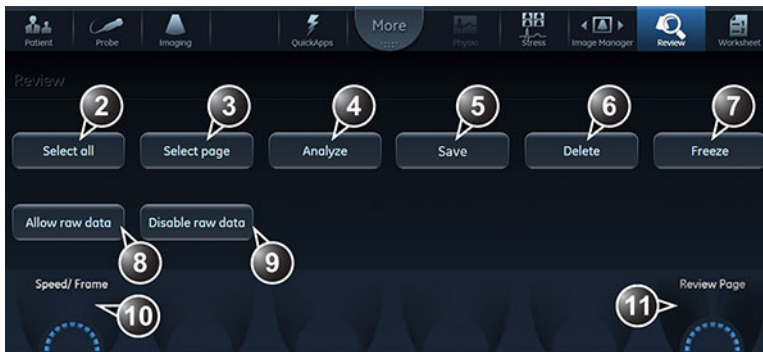 More
Patient Probe Imaging QuickApps Physio Stress Image Manager Review Worksheet
Review
2 3 4 5 6 7
Select all Select page Analyze Save Delete Freeze
Allow raw data Disable raw data
8 9
Speed/ Frame Review Page
10 11